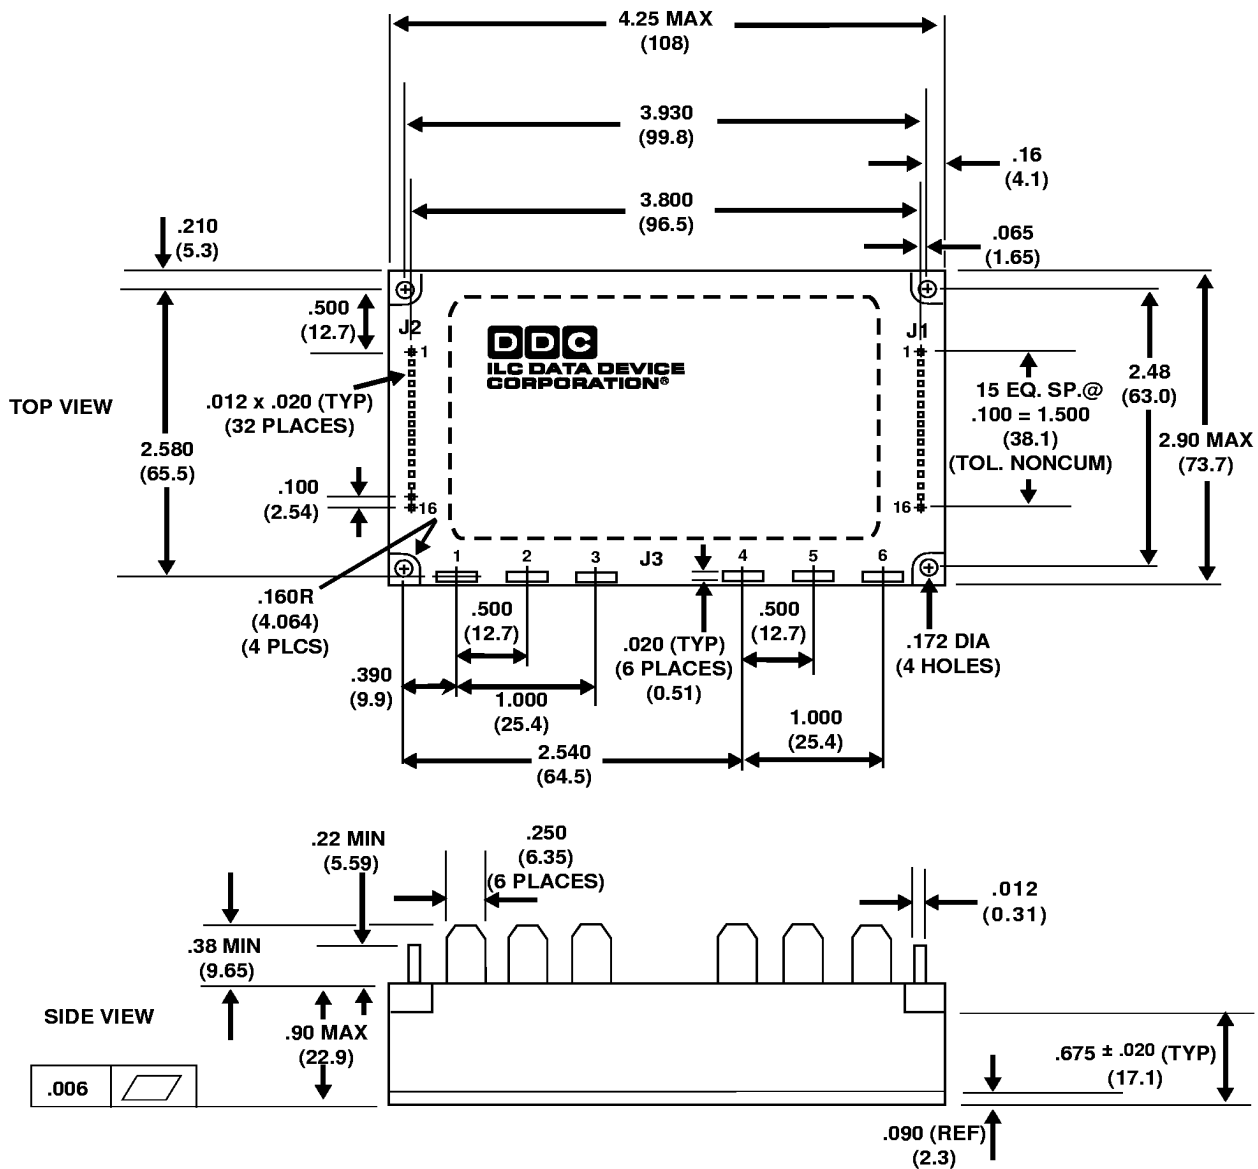 4.25 MAX
(108)
3.930
(99.8)
.16
(4.1)
3.800
(96.5)
.210
(5.3)
.065
(1.65)
.500
(12.7)
J2
1
DDC
ILC DATA DEVICE
CORPORATION®
J1
1
TOP VIEW
.012 x .020 (TYP)
(32 PLACES)
15 EQ. SP.@
.100 = 1.500
(38.1)
(TOL. NONCUM)
2.48
(63.0)
2.90 MAX
(73.7)
2.580
(65.5)
.100
(2.54)
16
16
1
2
3
J3
4
5
6
.160R
(4.064)
(4 PLCS)
.500
(12.7)
.020 (TYP)
(6 PLACES)
(0.51)
.500
(12.7)
.172 DIA
(4 HOLES)
.390
(9.9)
1.000
(25.4)
1.000
(25.4)
2.540
(64.5)
.22 MIN
(5.59)
.250
(6.35)
(6 PLACES)
.012
(0.31)
.38 MIN
(9.65)
SIDE VIEW
.90 MAX
(22.9)
.675 ± .020 (TYP)
(17.1)
.006
.090 (REF)
(2.3)